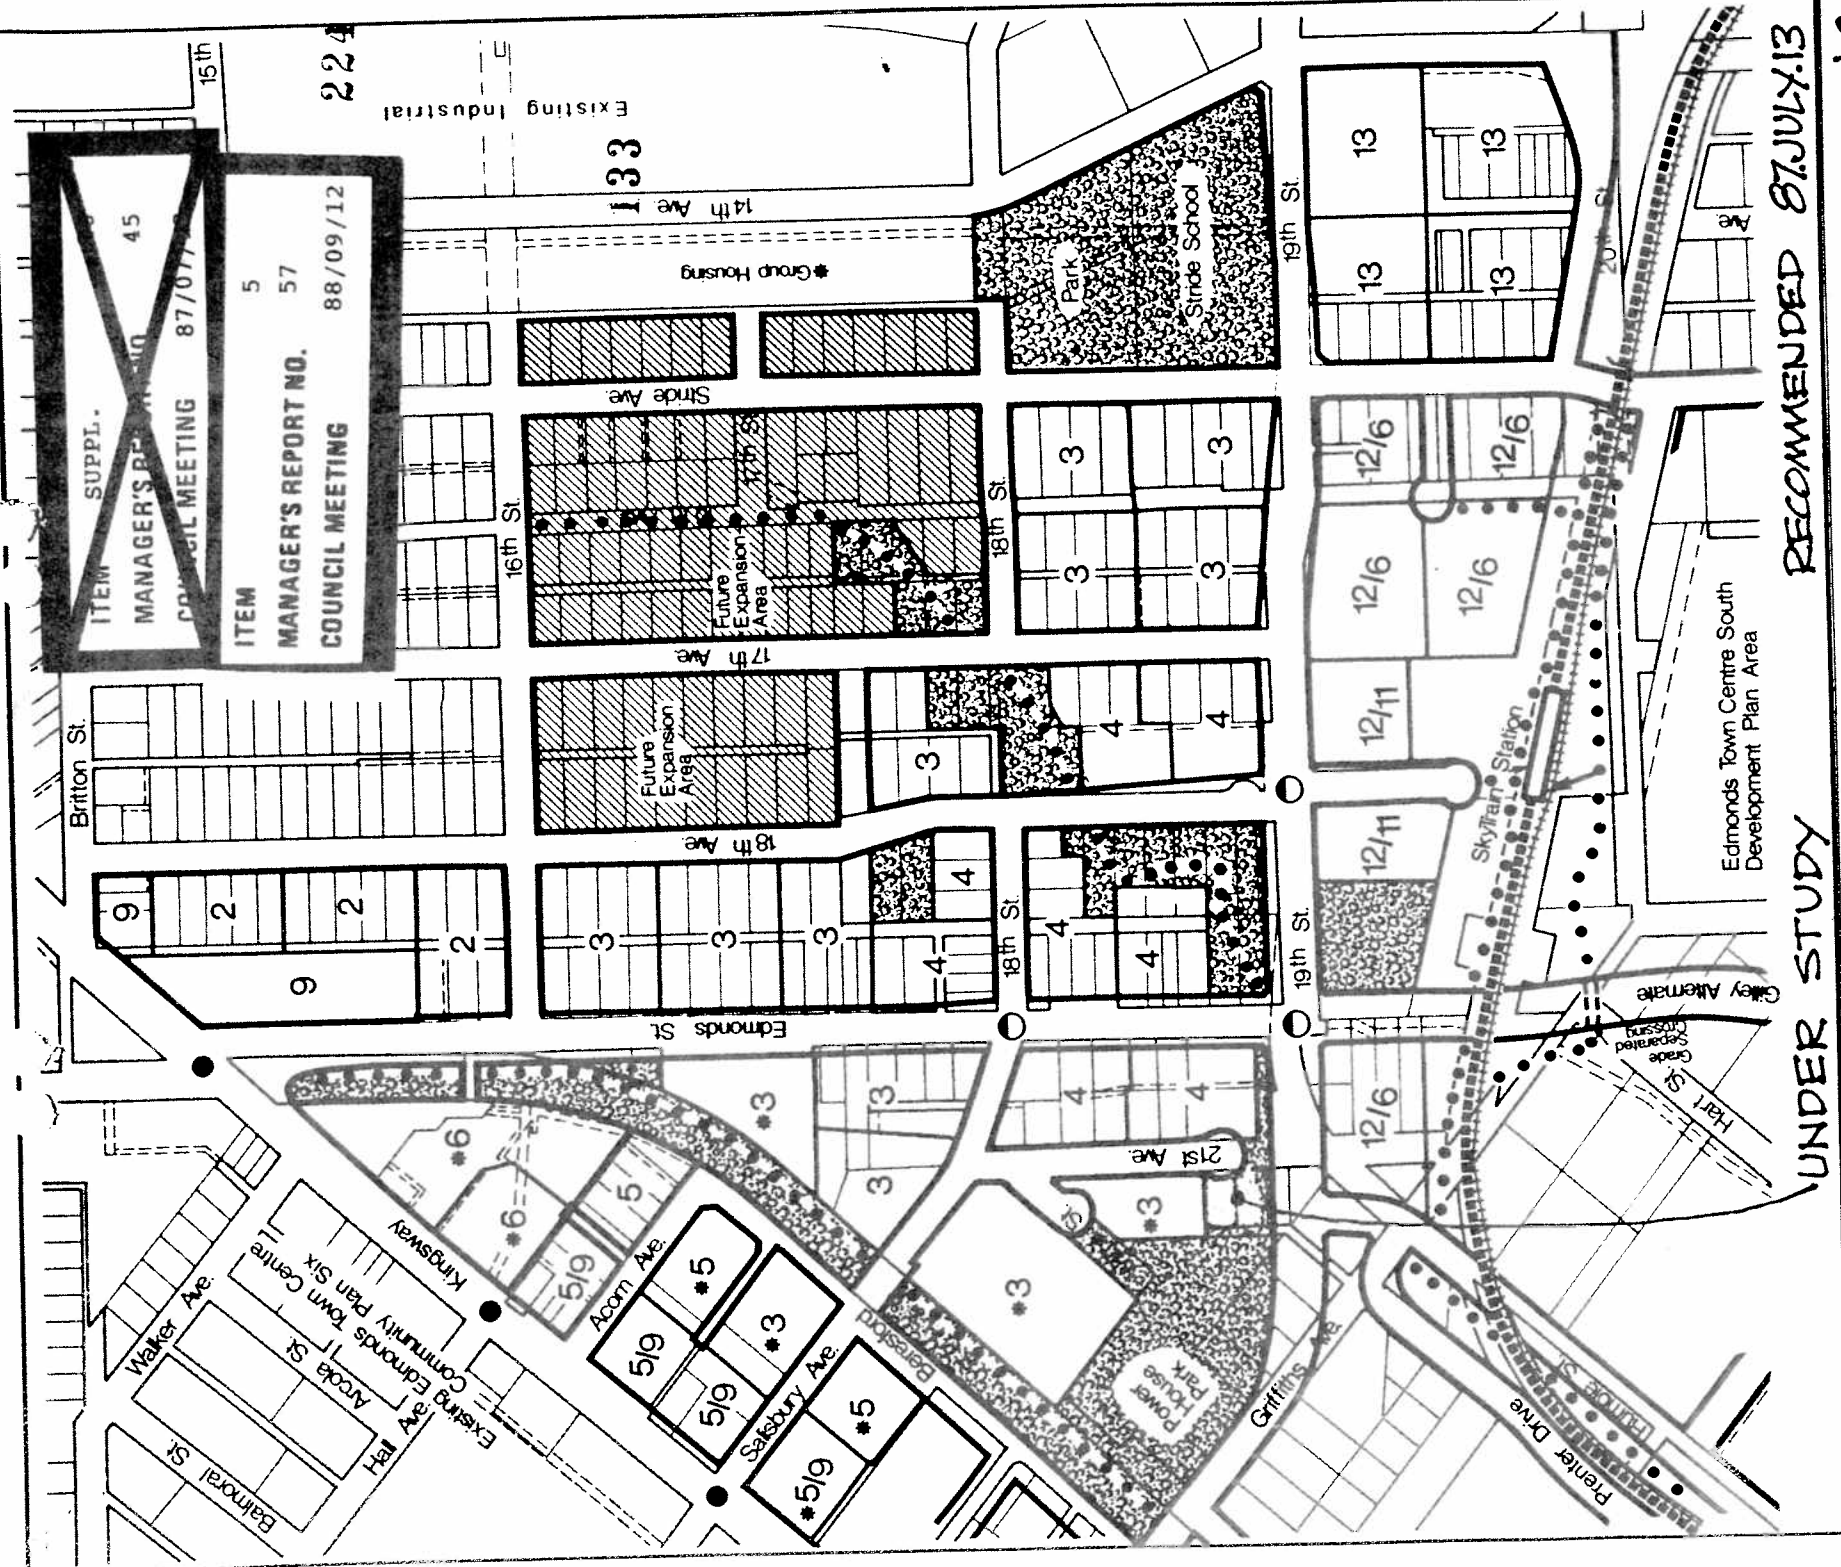 15th
224
Existing Industrial
133
14th Ave.
*Group Housing
ITEM SUPPL.
MANAGER'S REPORT NO.
45
COUNCIL MEETING 87/07/
ITEM 5
MANAGER'S REPORT NO. 57
COUNCIL MEETING 88/09/12
Park
Stride School
19th St.
13
13
13
13
20th St.
Ave.
RECOMMENDED 87.JULY.13
Stride Ave.
16th St.
17th St.
18th St.
Future
Expansion
Area
3
3
3
3
12/6
12/6
12/6
12/6
17th Ave.
Britton St.
Future
Expansion
Area
3
4
4
12/11
12/11
SkyTrain Station
Edmonds Town Centre South
Development Plan Area
18th Ave.
9
2
2
9
2
3
3
3
4
4
18th St.
4
4
19th St.
Edmonds St.
Gilley Alternate
Grade
Separated
Crossing
Hart St.
UNDER STUDY
*6
*6
5
5/9
*3
3
3
4
4
21st Ave.
12/6
*3
St.
*3
Kingsway
Existing Edmonds Town Centre
Community Plan Six
Walker Ave.
Arcola St.
Hall Ave.
Balmoral St.
Acorn Ave.
*5
5/9
*3
5/9
Salisbury Ave.
*5
*5/9
Beresford
Power
House
Park
Griffiths Ave
Prenter Drive
Humole St.